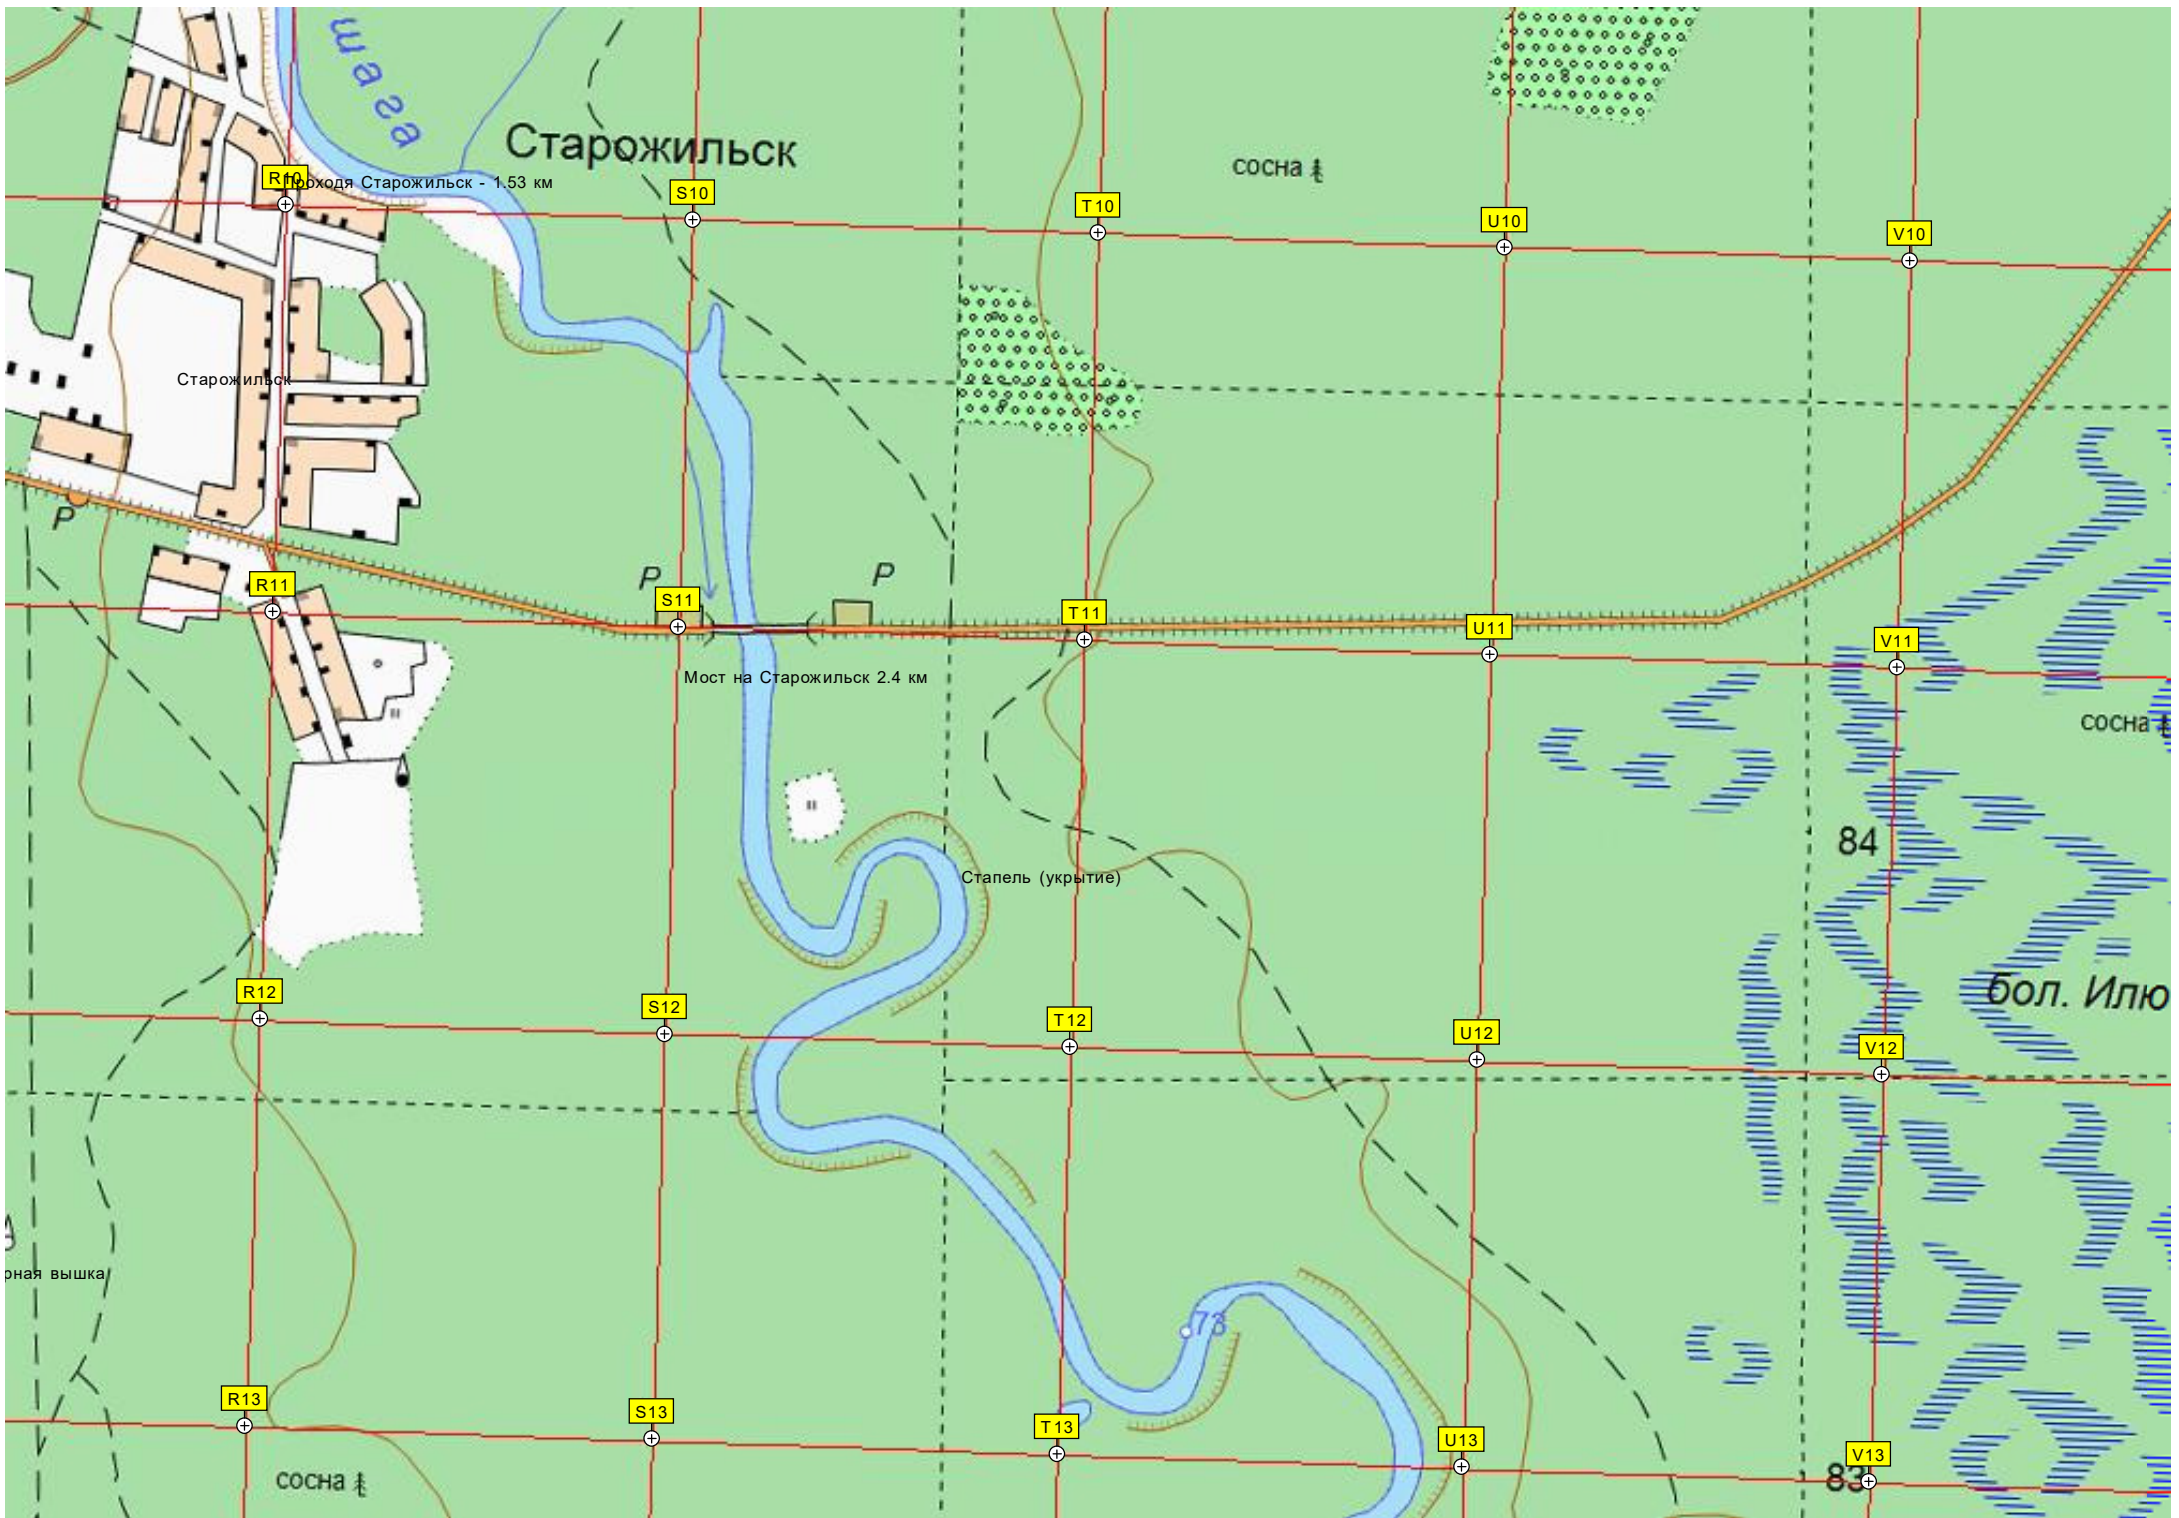 шага
Старожильск
сосна
R10
Проходя Старожильск - 1.53 км
S10
T10
U10
V10
Старожильск
P
P
P
R11
S11
T11
U11
V11
Мост на Старожильск 2.4 км
сосна
84
Стапель (укрытие)
бол. Илю
R12
S12
T12
U12
V12
рная вышка
73
R13
S13
T13
U13
V13
83
сосна